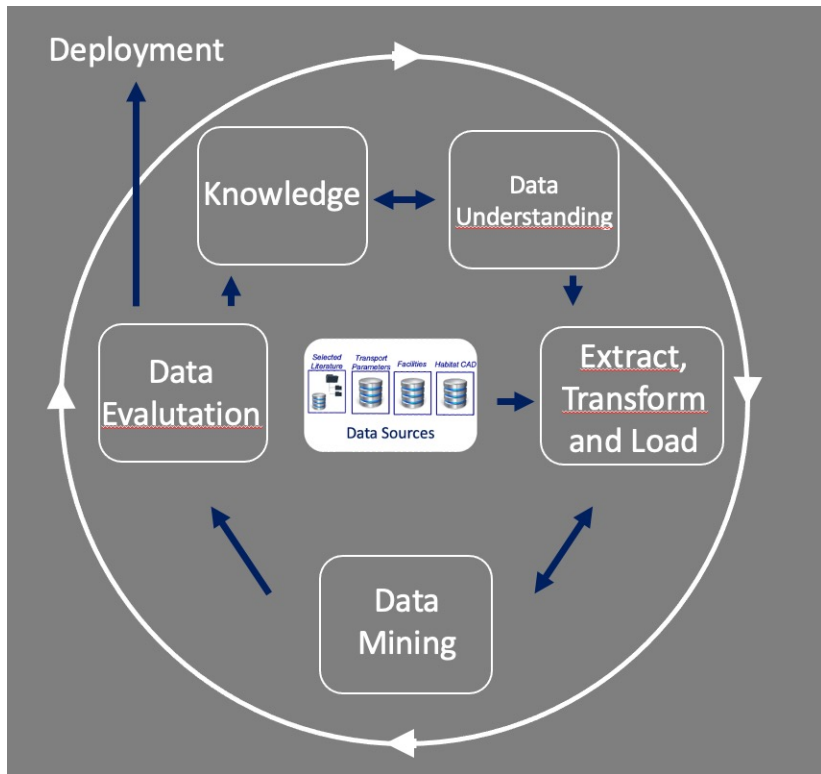 Deployment
Knowledge
Data
Understanding
Data
Evalutation
Selected
Literature
Transport
Parameters
Facilities
Habitat CAD
Data Sources
Extract,
Transform
and Load
Data
Mining